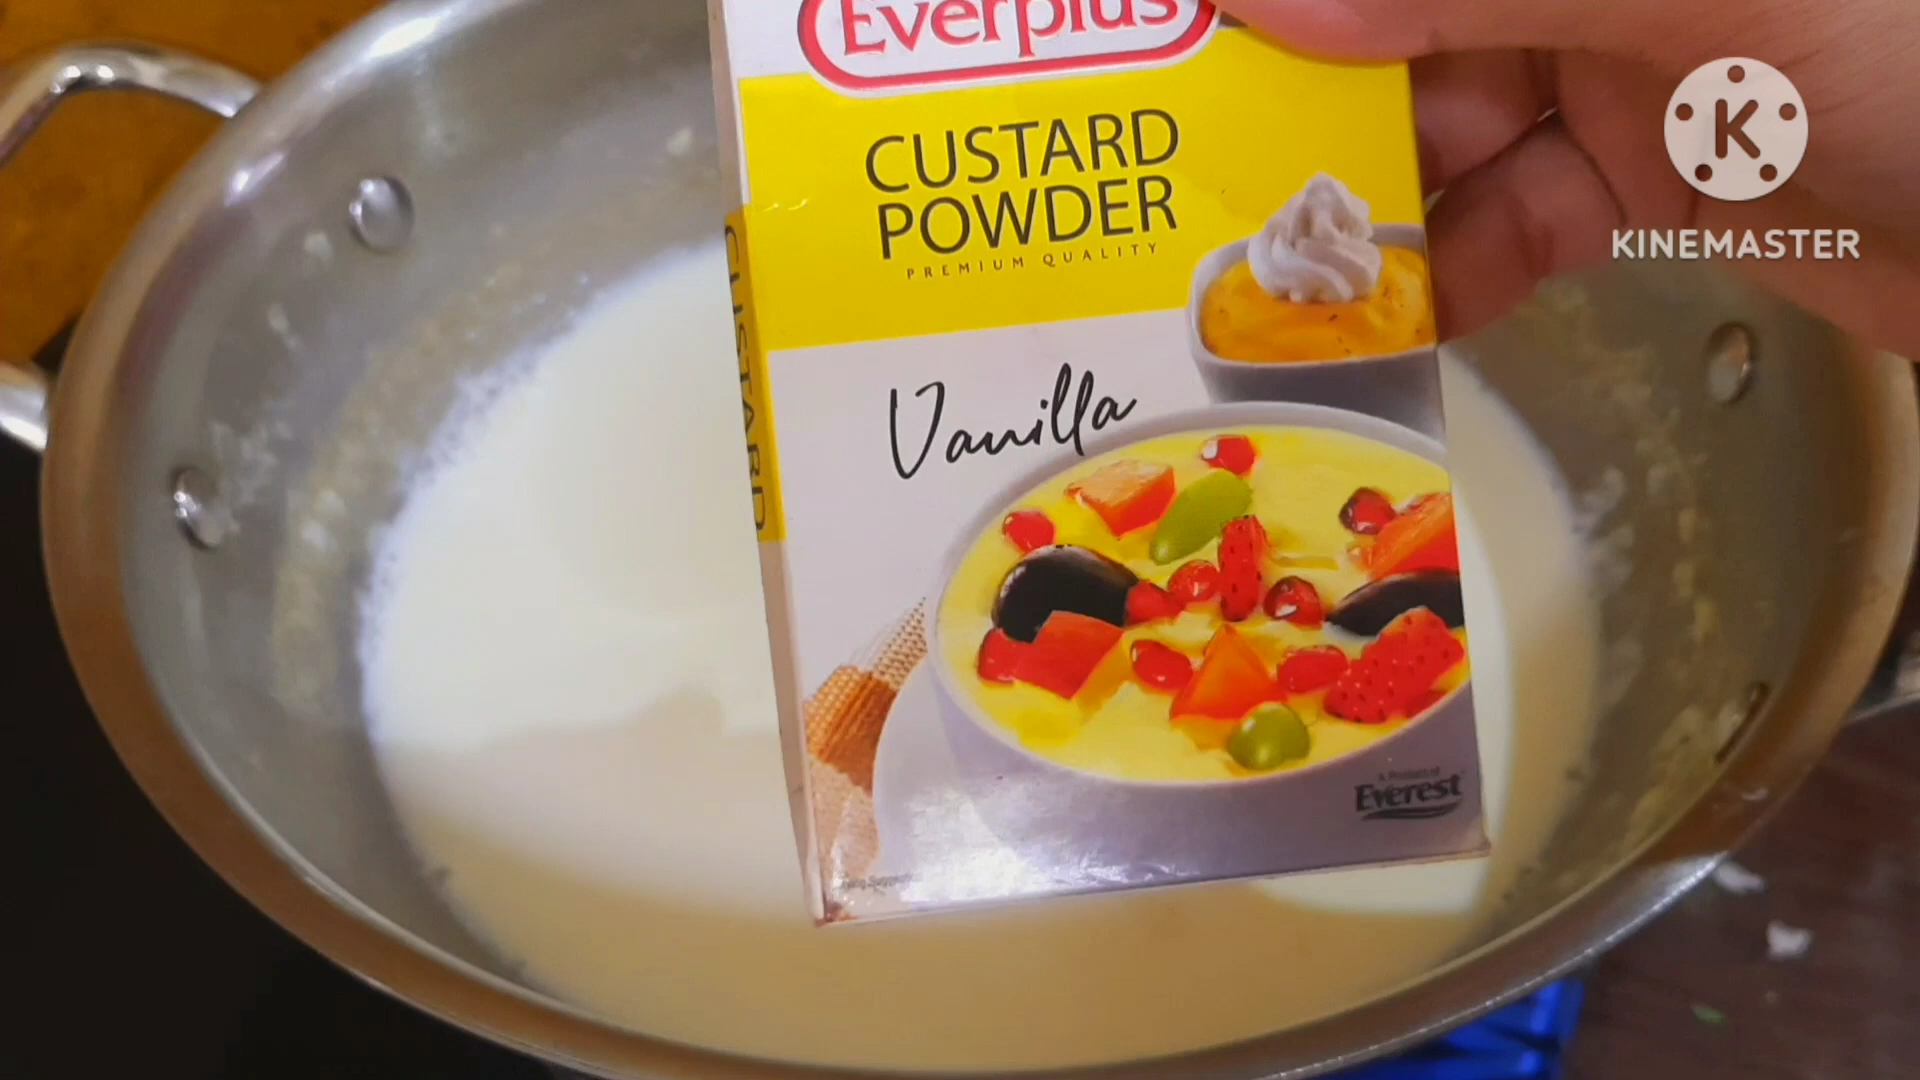 Everplus
CUSTARD
POWDER
PREMIUM QUALITY
Vanilla
CUSTARD
A Product of
Everest
K
KINEMASTER